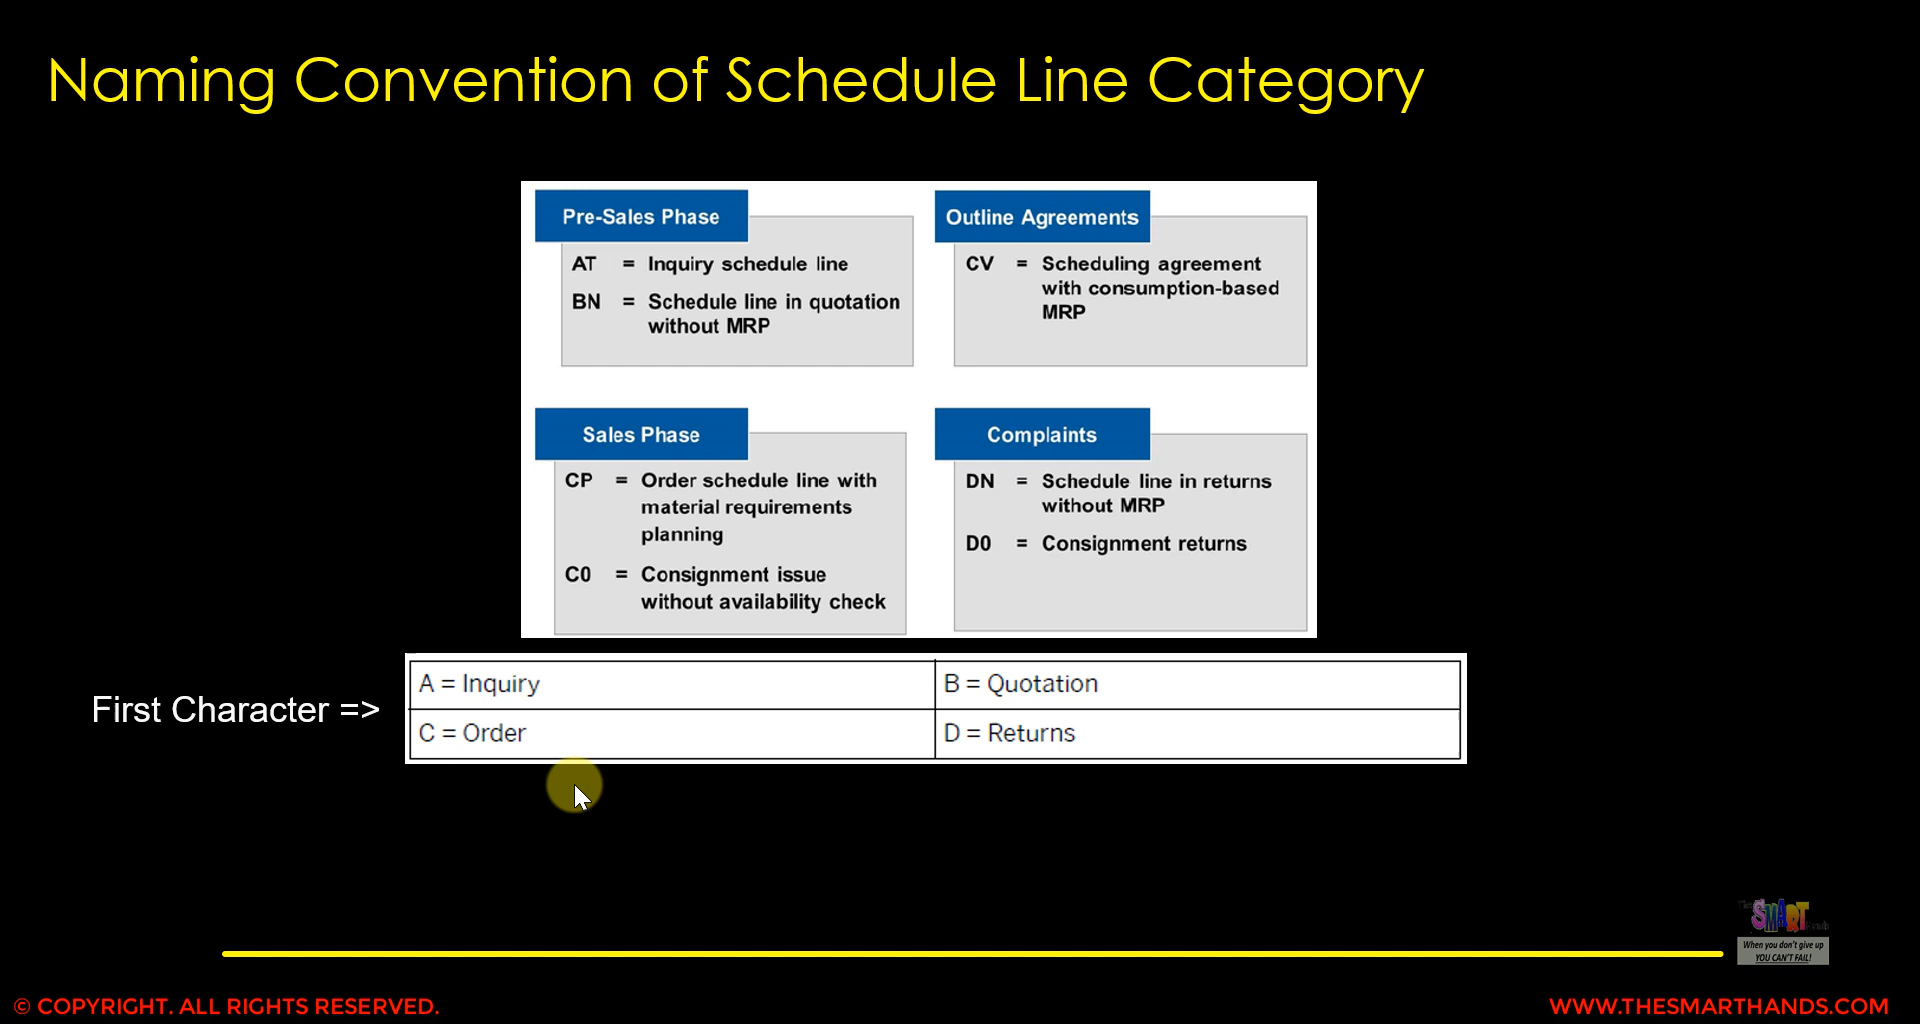 Naming Convention of Schedule Line Category
Pre-Sales Phase
AT = Inquiry schedule line
BN = Schedule line in quotation
without MRP
Outline Agreements
CV = Scheduling agreement
with consumption-based
MRP
Sales Phase
CP = Order schedule line with
material requirements
planning
C0 = Consignment issue
without availability check
Complaints
DN = Schedule line in returns
without MRP
D0 = Consignment returns
First Character =>
A = Inquiry
B = Quotation
C = Order
D = Returns
SMART
When you don't give up
YOU CAN'T FAIL!
© COPYRIGHT. ALL RIGHTS RESERVED.
WWW.THESMARTHANDS.COM